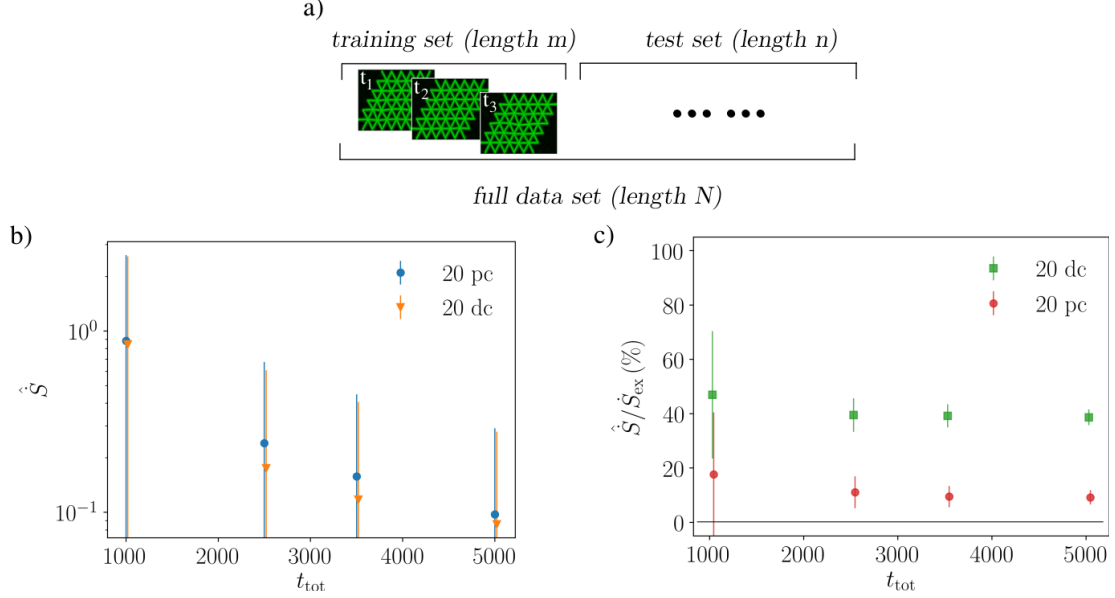 a)
training set (length m)
test set (length n)
t₁
t₂
t₃
full data set (length N)
b)
20 pc
20 dc
10⁰
10⁻¹
Ṡ̂
1000
2000
3000
4000
5000
t_tot
c)
100
80
60
40
20
0
20 dc
20 pc
Ṡ̂/Ṡ_ex(%)
1000
2000
3000
4000
5000
t_tot